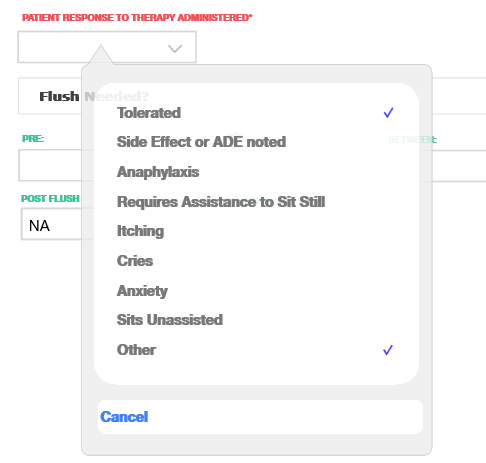 PATIENT RESPONSE TO THERAPY ADMINISTERED*
Flush Needed?
Tolerated
PRE:
Side Effect or ADE noted
Anaphylaxis
POST FLUSH
Requires Assistance to Sit Still
NA
Itching
Cries
Anxiety
Sits Unassisted
Other
Cancel